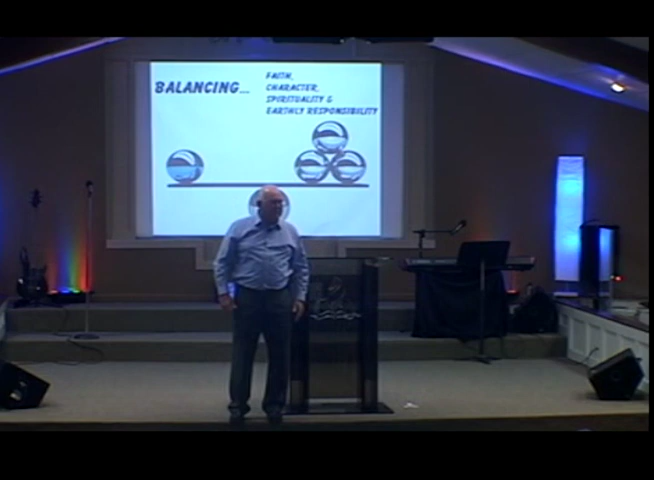 BALANCING...
FAITH,
CHARACTER,
SPIRITUALITY &
EARTHLY RESPONSIBILITY